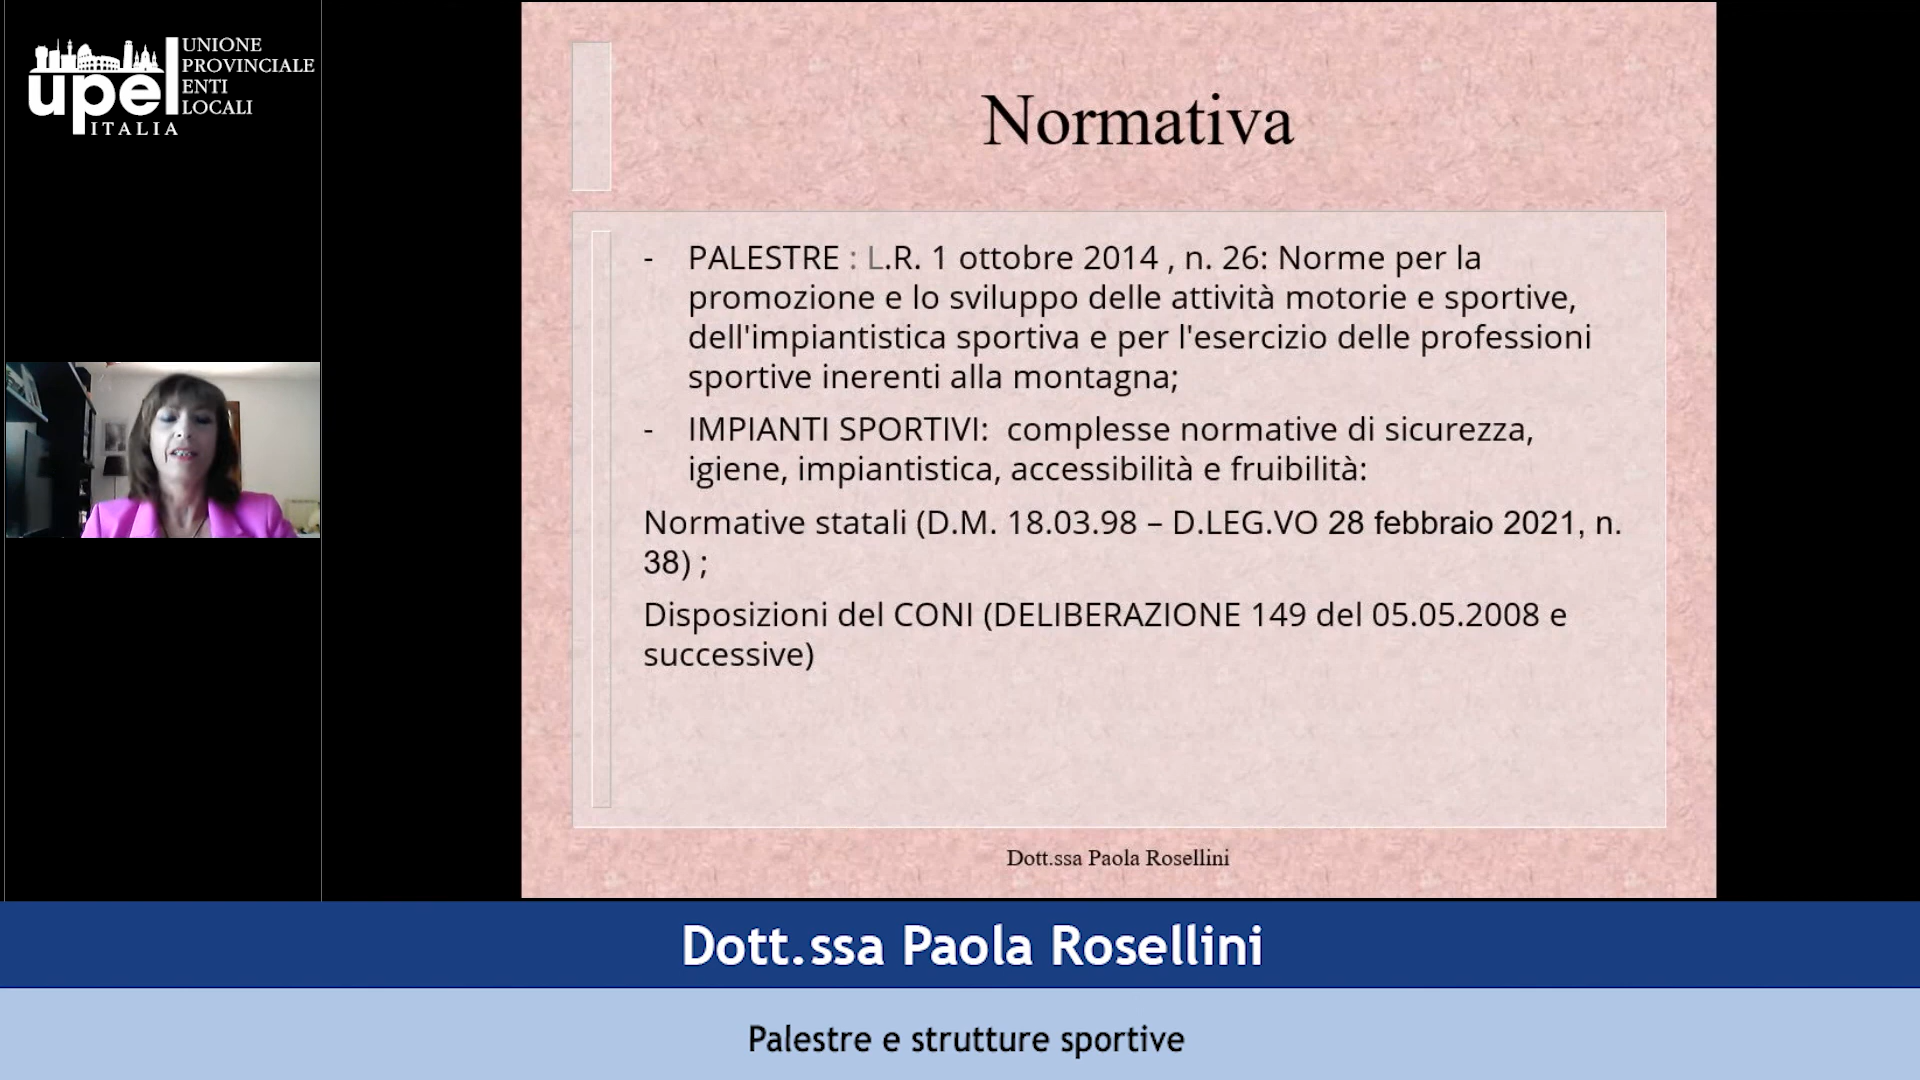 upel
ITALIA
UNIONE
PROVINCIALE
ENTI
LOCALI
Normativa
- PALESTRE : L.R. 1 ottobre 2014 , n. 26: Norme per la
promozione e lo sviluppo delle attività motorie e sportive,
dell'impiantistica sportiva e per l'esercizio delle professioni
sportive inerenti alla montagna;
- IMPIANTI SPORTIVI: complesse normative di sicurezza,
igiene, impiantistica, accessibilità e fruibilità:
Normative statali (D.M. 18.03.98 – D.LEG.VO 28 febbraio 2021, n.
38) ;
Disposizioni del CONI (DELIBERAZIONE 149 del 05.05.2008 e
successive)
Dott.ssa Paola Rosellini
Dott.ssa Paola Rosellini
Palestre e strutture sportive